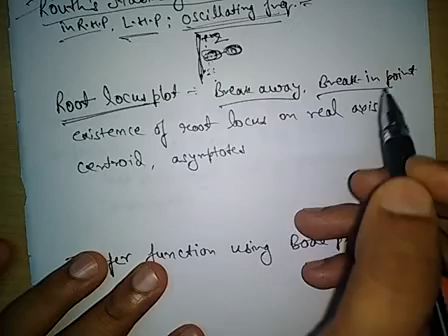 Routh's
in R.H.P, L.H.P; oscillating freq.
Root locus plot - Break away, Break-in point
existence of root locus on real axis
centroid, asymptotes
function using Bode